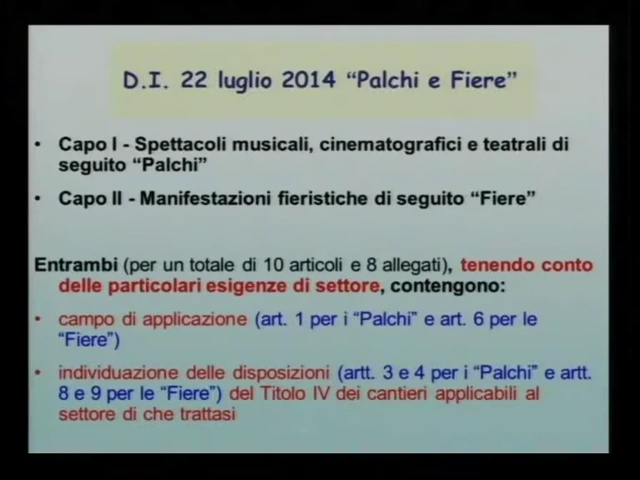 D.I. 22 luglio 2014 “Palchi e Fiere”
• Capo I - Spettacoli musicali, cinematografici e teatrali di
seguito “Palchi”
• Capo II - Manifestazioni fieristiche di seguito “Fiere”
Entrambi (per un totale di 10 articoli e 8 allegati), tenendo conto
delle particolari esigenze di settore, contengono:
• campo di applicazione (art. 1 per i “Palchi” e art. 6 per le
“Fiere”)
• individuazione delle disposizioni (artt. 3 e 4 per i “Palchi” e artt.
8 e 9 per le “Fiere”) del Titolo IV dei cantieri applicabili al
settore di che trattasi